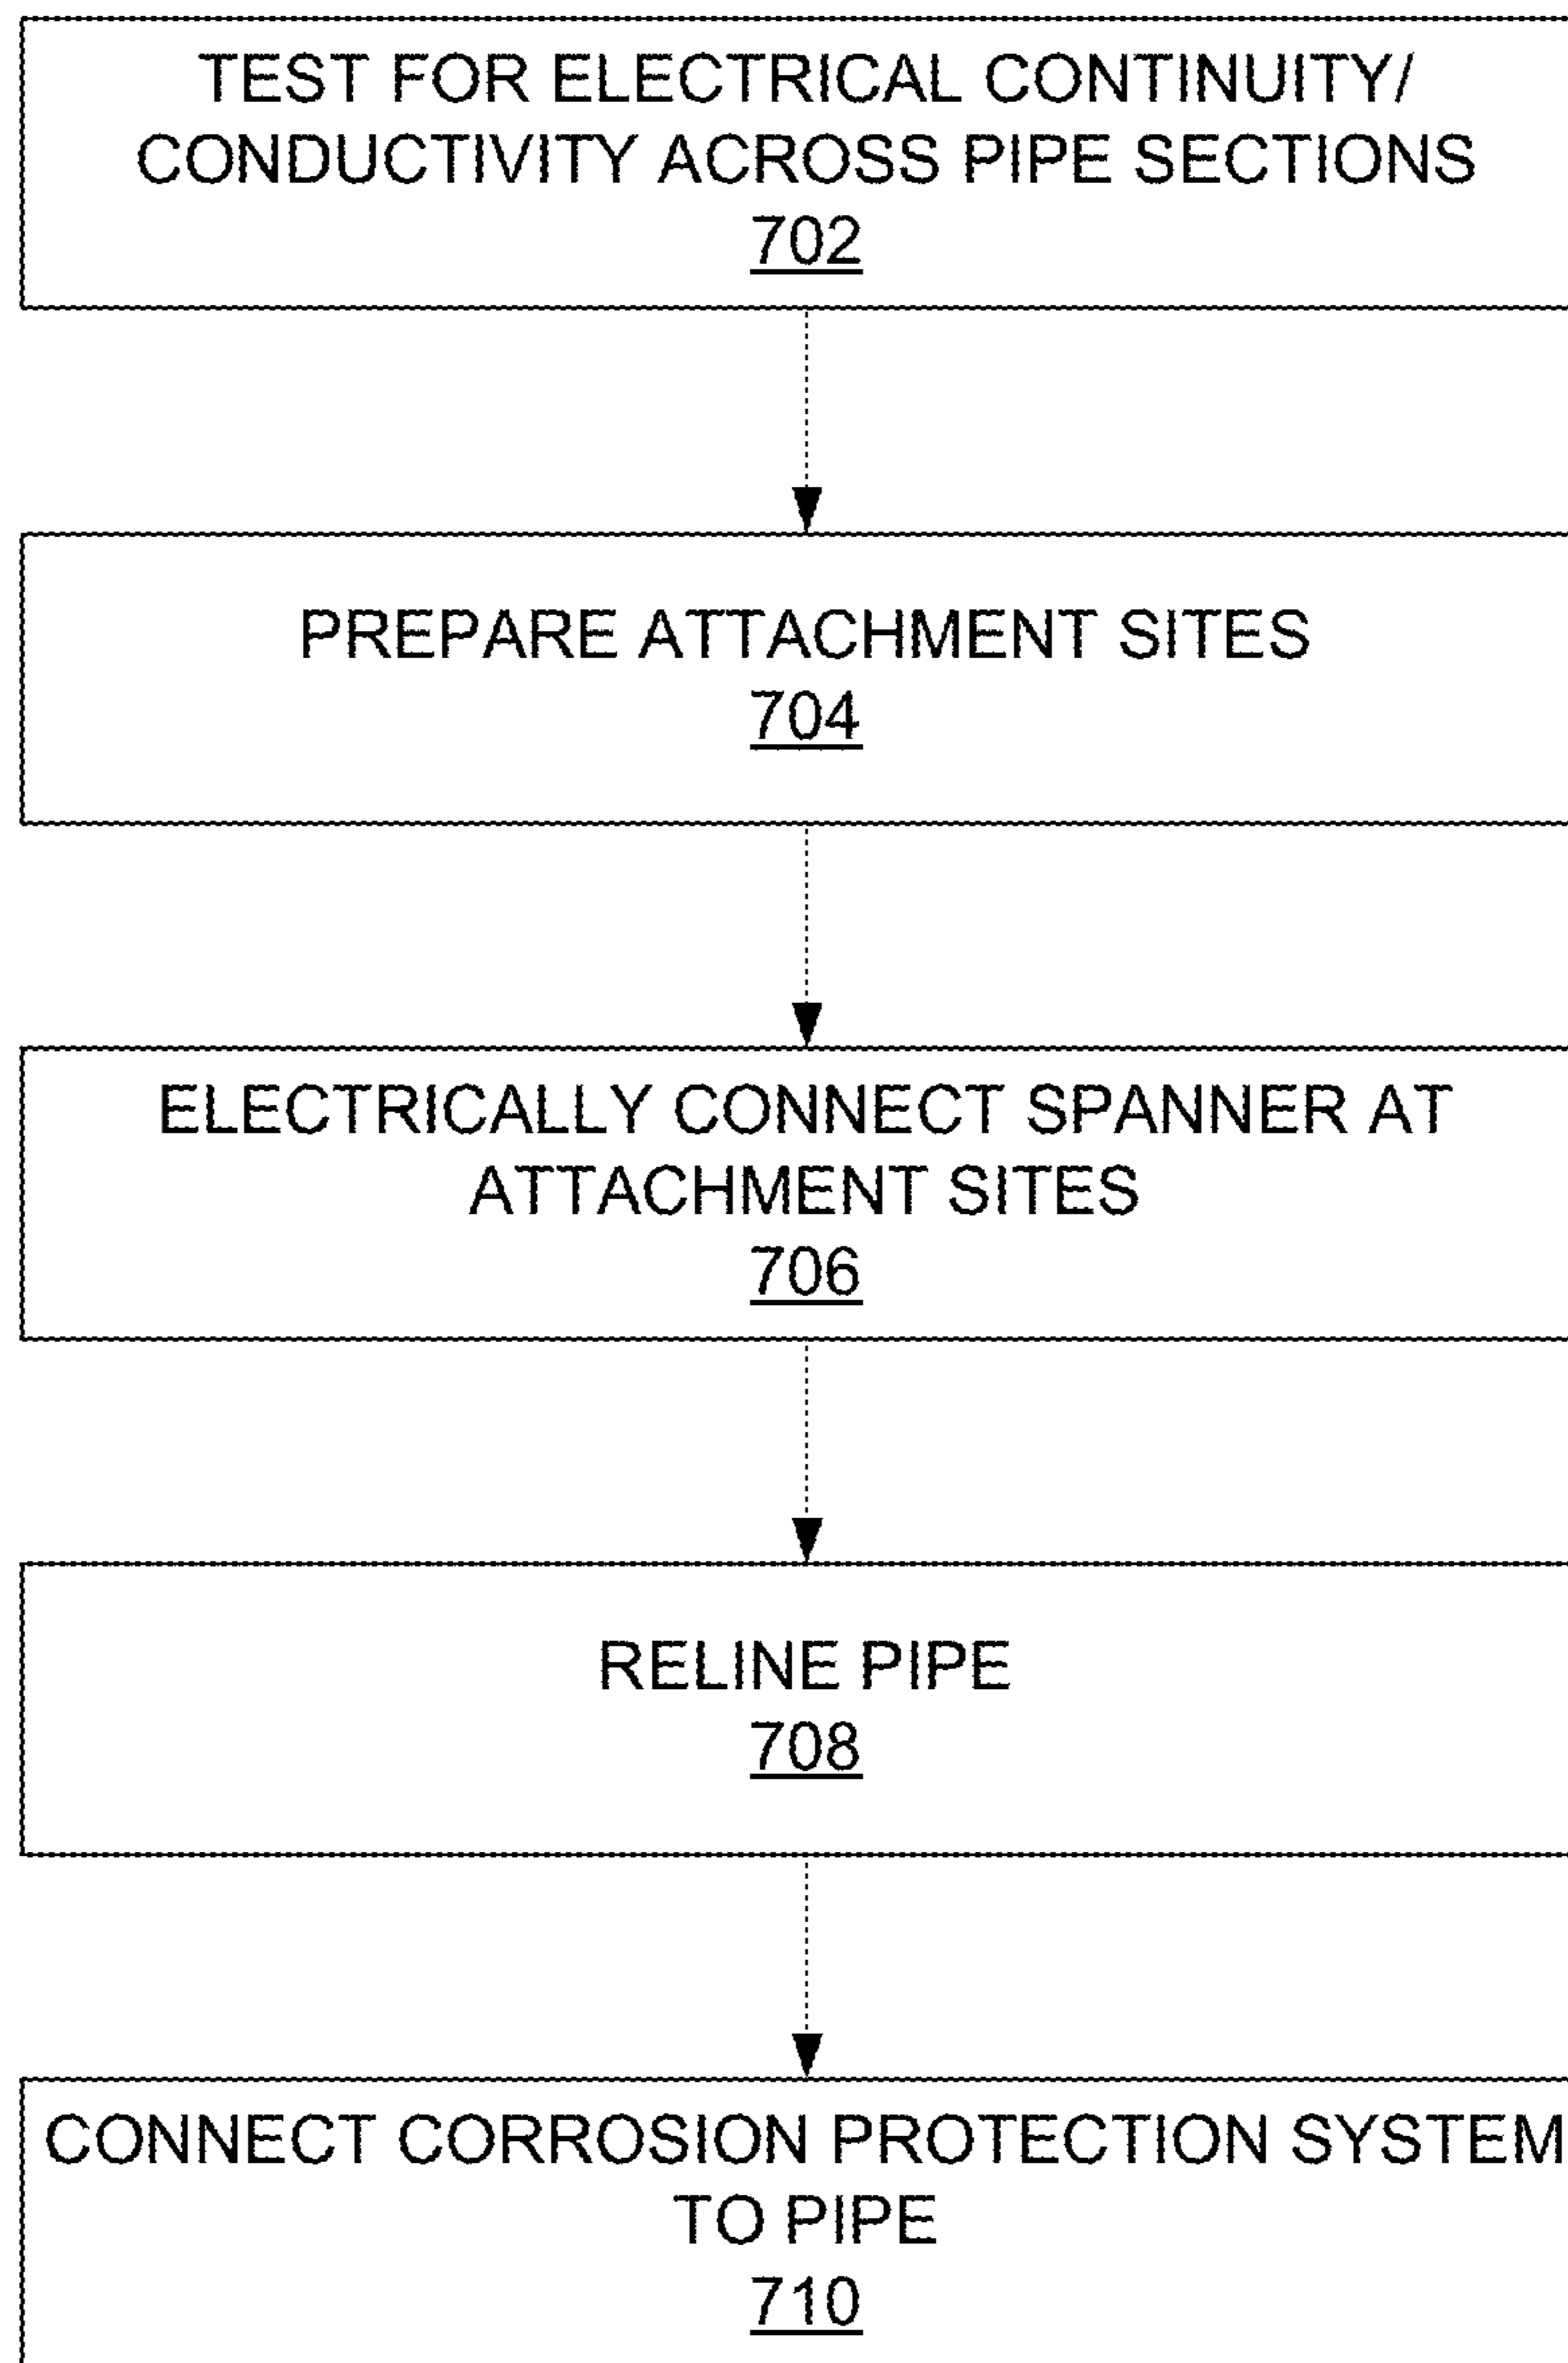 TEST FOR ELECTRICAL CONTINUITY/
CONDUCTIVITY ACROSS PIPE SECTIONS
702
PREPARE ATTACHMENT SITES
704
ELECTRICALLY CONNECT SPANNER AT
ATTACHMENT SITES
706
RELINE PIPE
708
CONNECT CORROSION PROTECTION SYSTEM
TO PIPE
710